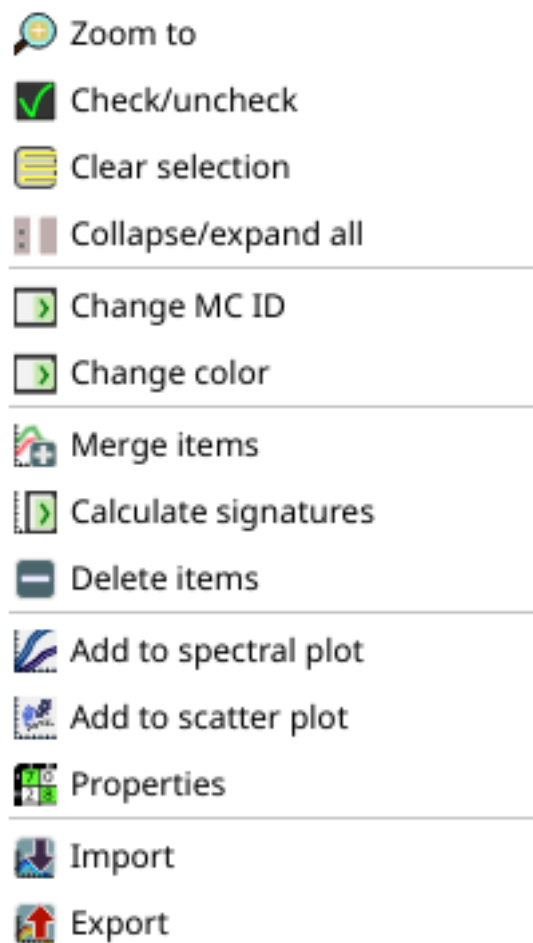 Zoom to
Check/uncheck
Clear selection
Collapse/expand all
Change MC ID
Change color
Merge items
Calculate signatures
Delete items
Add to spectral plot
Add to scatter plot
Properties
Import
Export